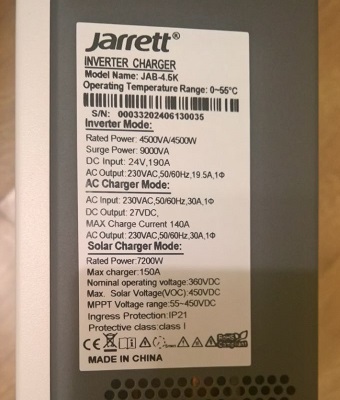 Jarrett®
INVERTER CHARGER
Model Name: JAB-4.5K
Operating Temperature Range: 0~55°C
S/N: 00033202406130035
Inverter Mode:
Rated Power: 4500VA/4500W
Surge Power: 9000VA
DC Input: 24V,190A
AC Output: 230VAC,50/60Hz,19.5A,1Φ
AC Charger Mode:
AC Input: 230VAC,50/60Hz,30A,1Φ
DC Output: 27VDC,
MAX Charge Current 140A
AC Output: 230VAC,50/60Hz,30A,1Φ
Solar Charger Mode:
Rated Power:7200W
Max charger:150A
Nominal operating voltage:360VDC
Max. Solar Voltage(VOC):450VDC
MPPT Voltage range:55~450VDC
Ingress Protection:IP21
Protective class:class I
CE
MADE IN CHINA